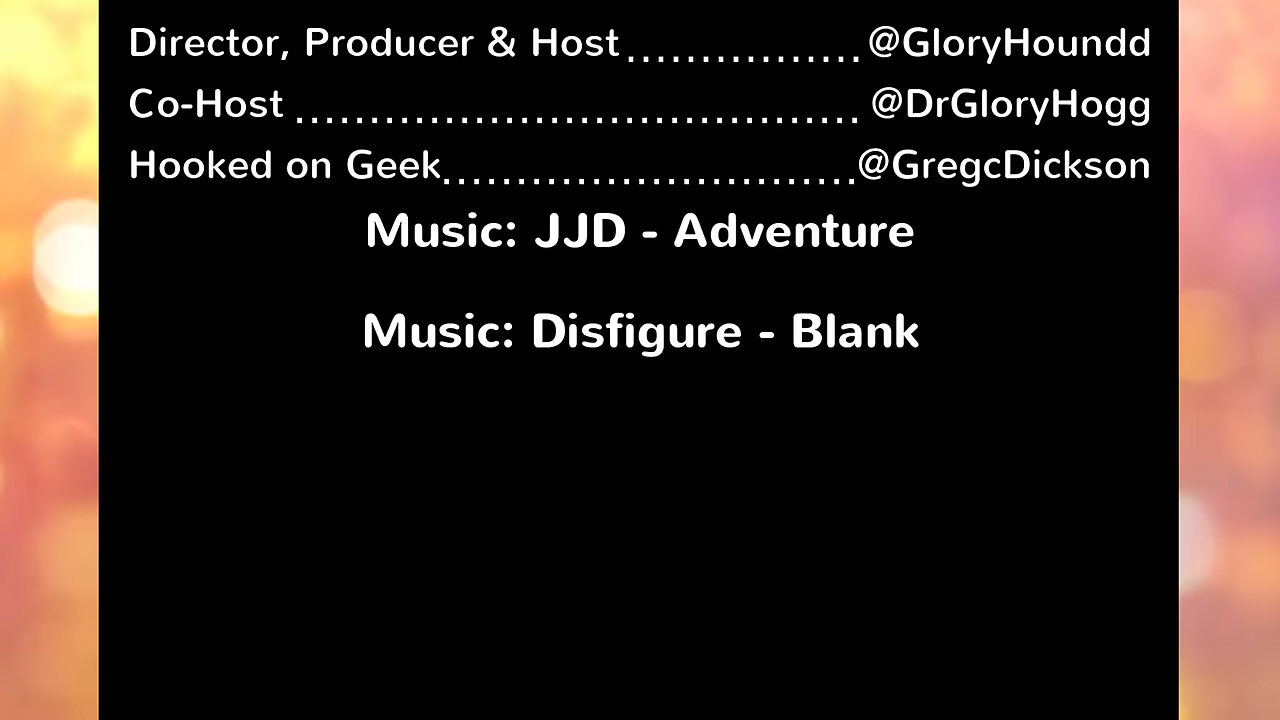 Director, Producer & Host................@GloryHoundd
Co-Host ......................................@DrGloryHogg
Hooked on Geek............................@GregcDickson
Music: JJD - Adventure
Music: Disfigure - Blank